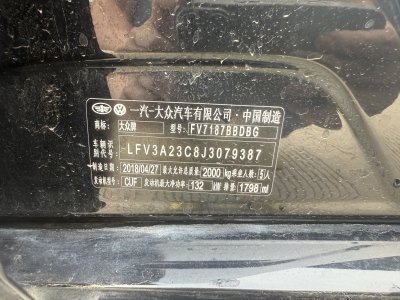 一汽-大众汽车有限公司·中国制造
商标: 大众牌 型号: FV7187BBDBG
车辆识别代号: LFV3A23C8J3079387
制造日期 2018/04/27 最大允许总质量: 2000 kg 乘坐人数: 5 人
发动机型号: CUF 发动机最大净功率: 132 kW 排量: 1798 ml